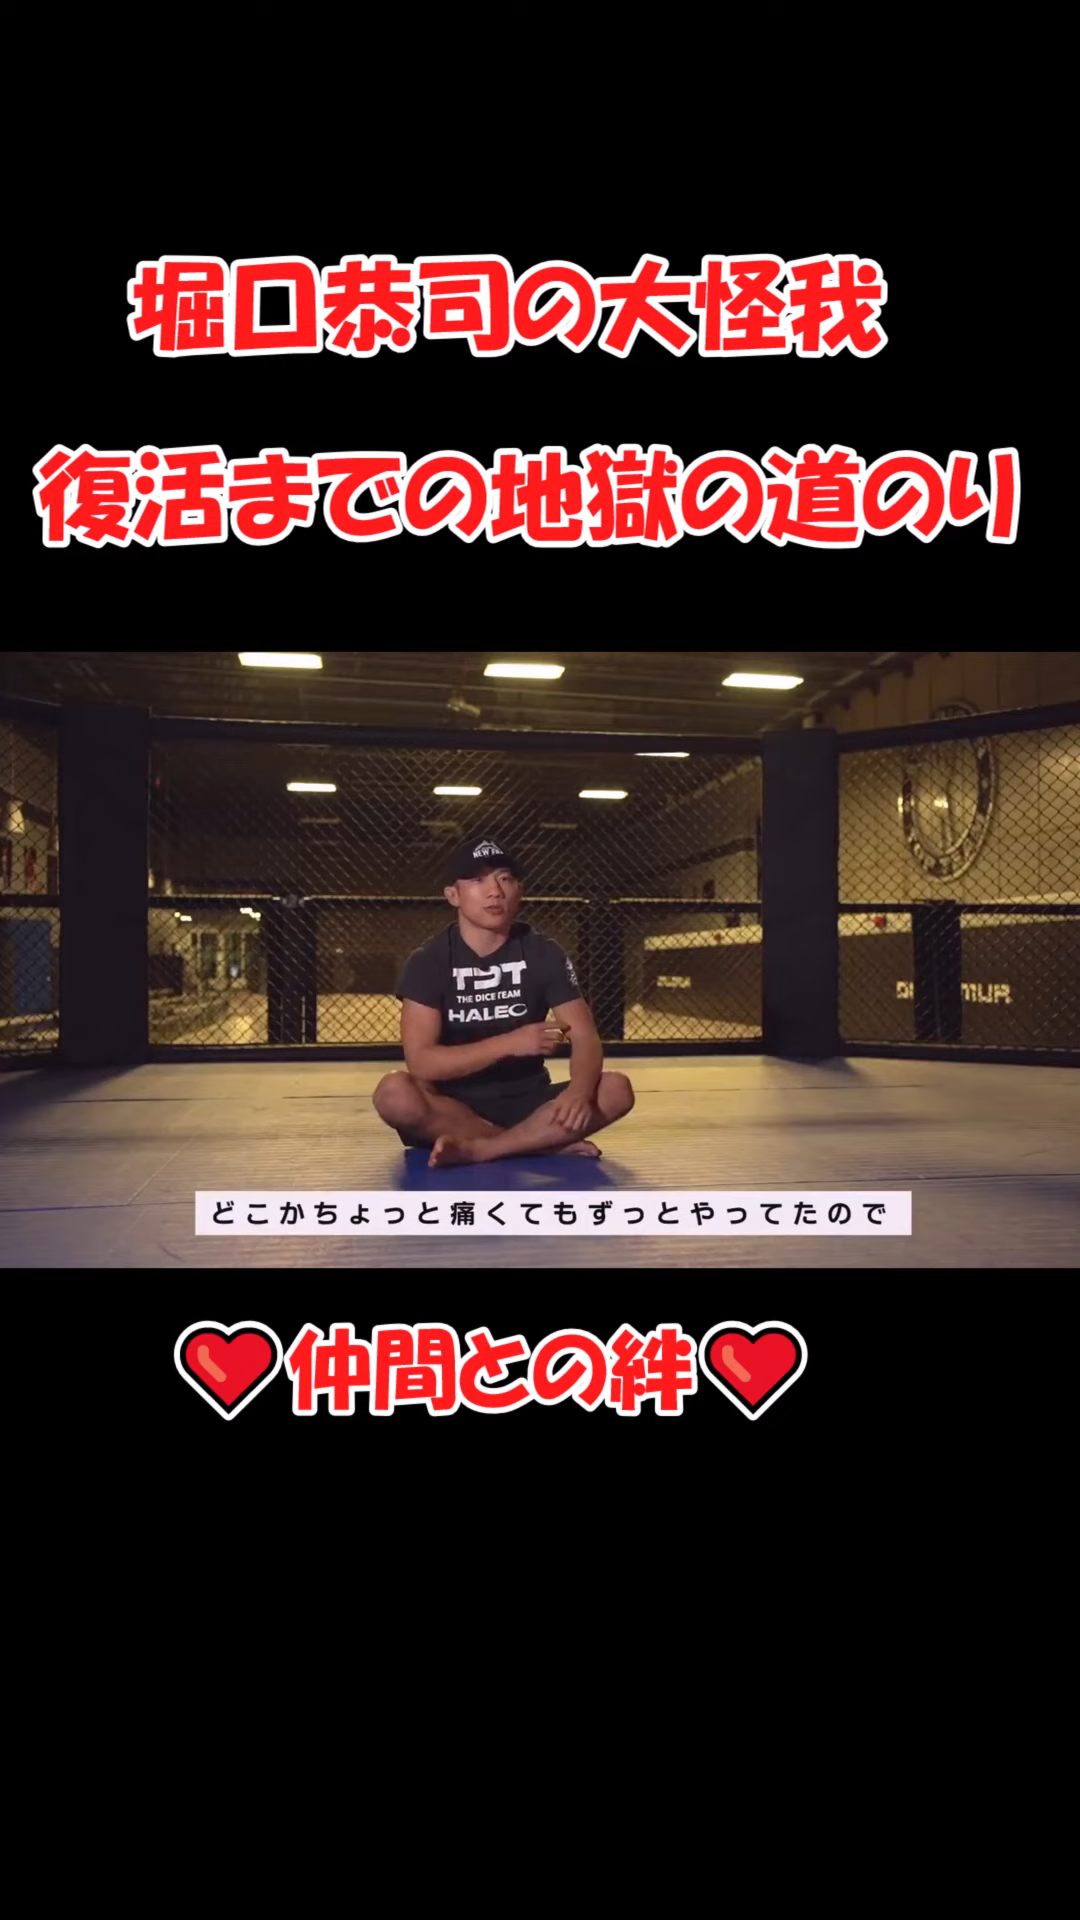 堀口恭司の大怪我
復活までの地獄の道のり
TDT
THE DICE TEAM
HALEO
どこかちょっと痛くてもずっとやってたので
❤仲間との絆❤